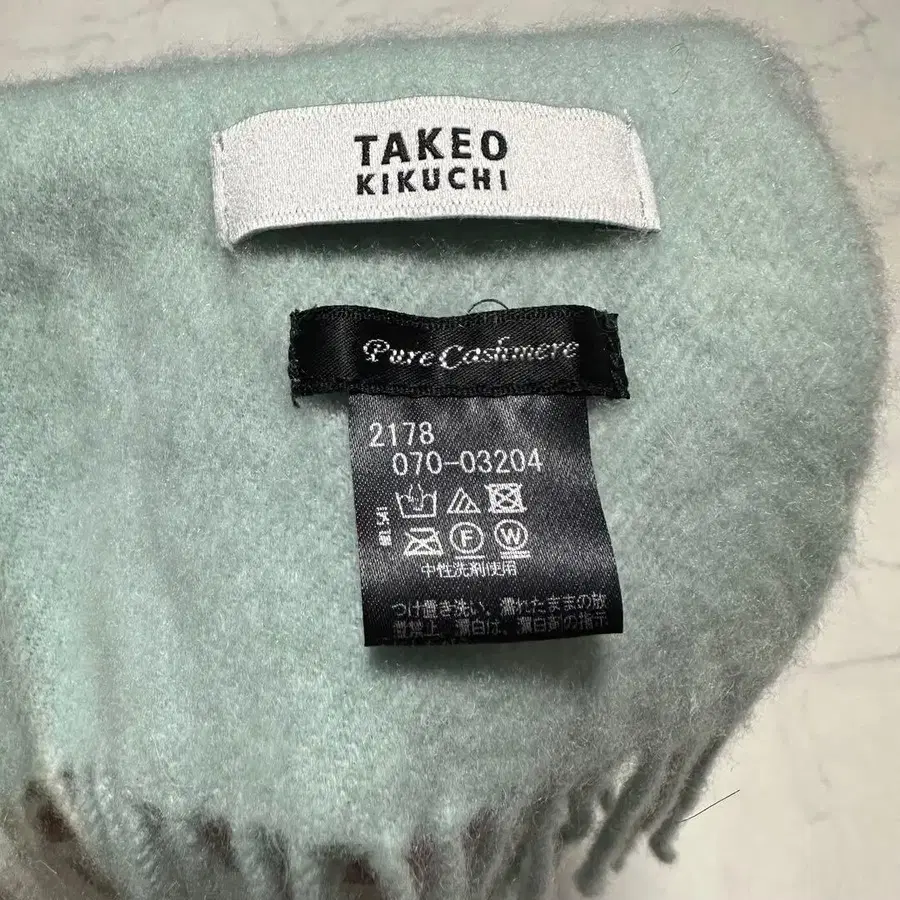 TAKEO
KIKUCHI
Pure Cashmere
2178
070-03204
F W
中性洗剤使用
つけ置き洗い、濡れたままの放
置禁止 漂白は、漂白剤の指示